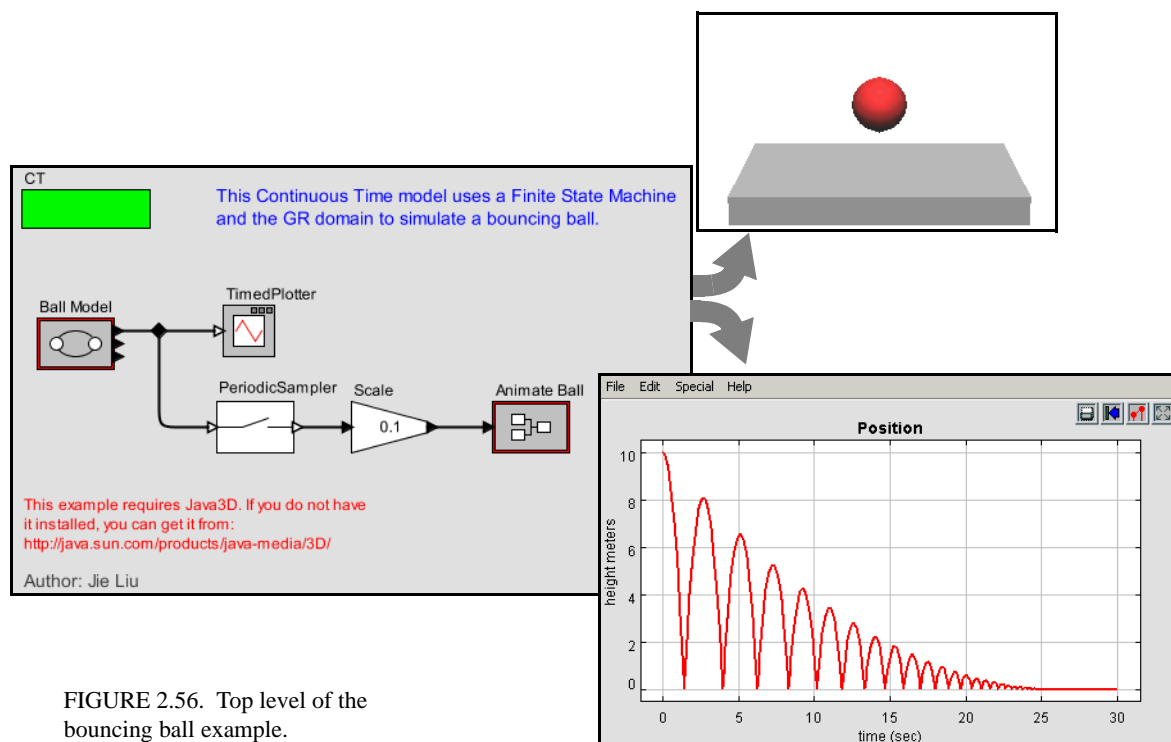 CT
This Continuous Time model uses a Finite State Machine
and the GR domain to simulate a bouncing ball.
Ball Model
TimedPlotter
PeriodicSampler
Scale
0.1
Animate Ball
This example requires Java3D. If you do not have
it installed, you can get it from:
http://java.sun.com/products/java-media/3D/
Author: Jie Liu
File Edit Special Help
Position
height meters
10
8
6
4
2
0
0 5 10 15 20 25 30
time (sec)
FIGURE 2.56. Top level of the
bouncing ball example.